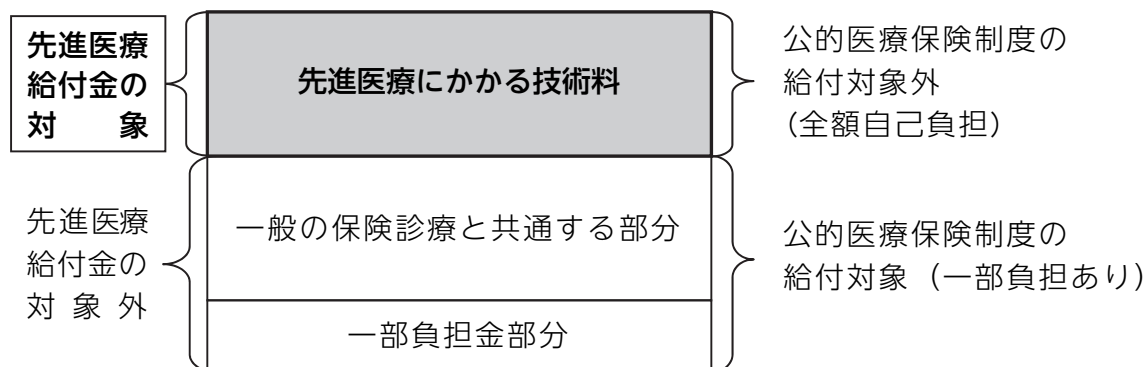 先進医療
給付金の
対　　象
先進医療にかかる技術料
公的医療保険制度の
給付対象外
（全額自己負担）
先進医療
給付金の
対 象 外
一般の保険診療と共通する部分
一部負担金部分
公的医療保険制度の
給付対象（一部負担あり）